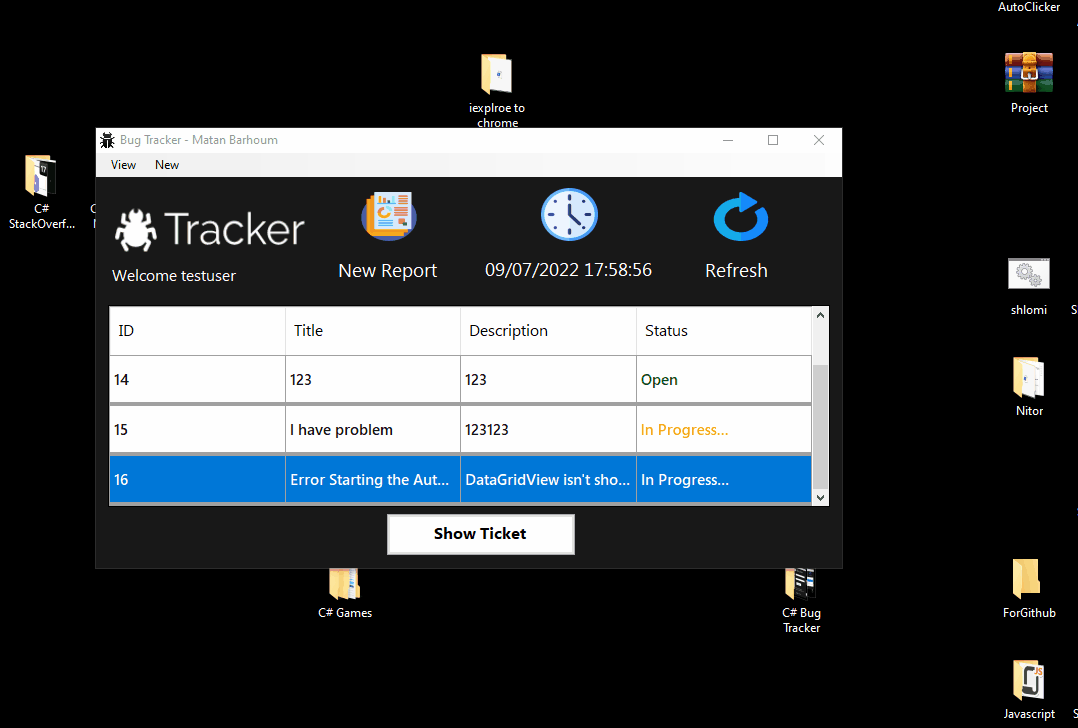 AutoClicker
iexplroe to
chrome
Project
Bug Tracker - Matan Barhoum
View New
C#
StackOverf...
Tracker
Welcome testuser
New Report
09/07/2022 17:58:56
Refresh
shlomi
ID Title Description Status
14 123 123 Open
15 I have problem 123123 In Progress...
16 Error Starting the Aut... DataGridView isn't sho... In Progress...
Nitor
Show Ticket
C# Games
C# Bug
Tracker
ForGithub
JS
Javascript